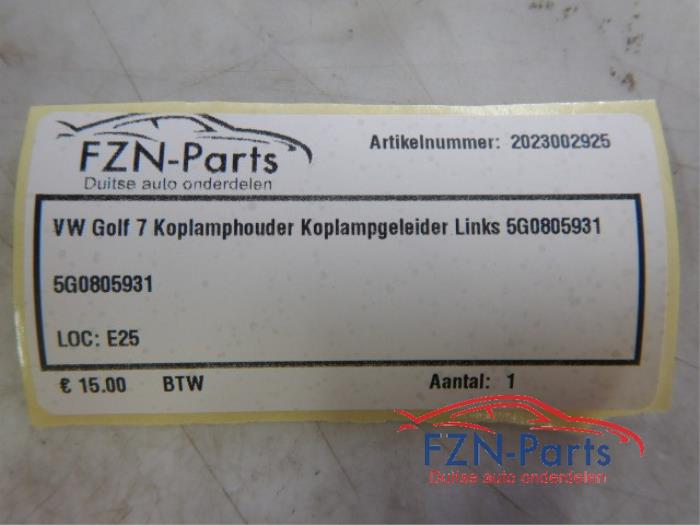 FZN-Parts
Duitse auto onderdelen
Artikelnummer: 2023002925
VW Golf 7 Koplamphouder Koplampgeleider Links 5G0805931
5G0805931
LOC: E25
€ 15.00 BTW Aantal: 1
FZN-Parts
Duitse auto onderdelen